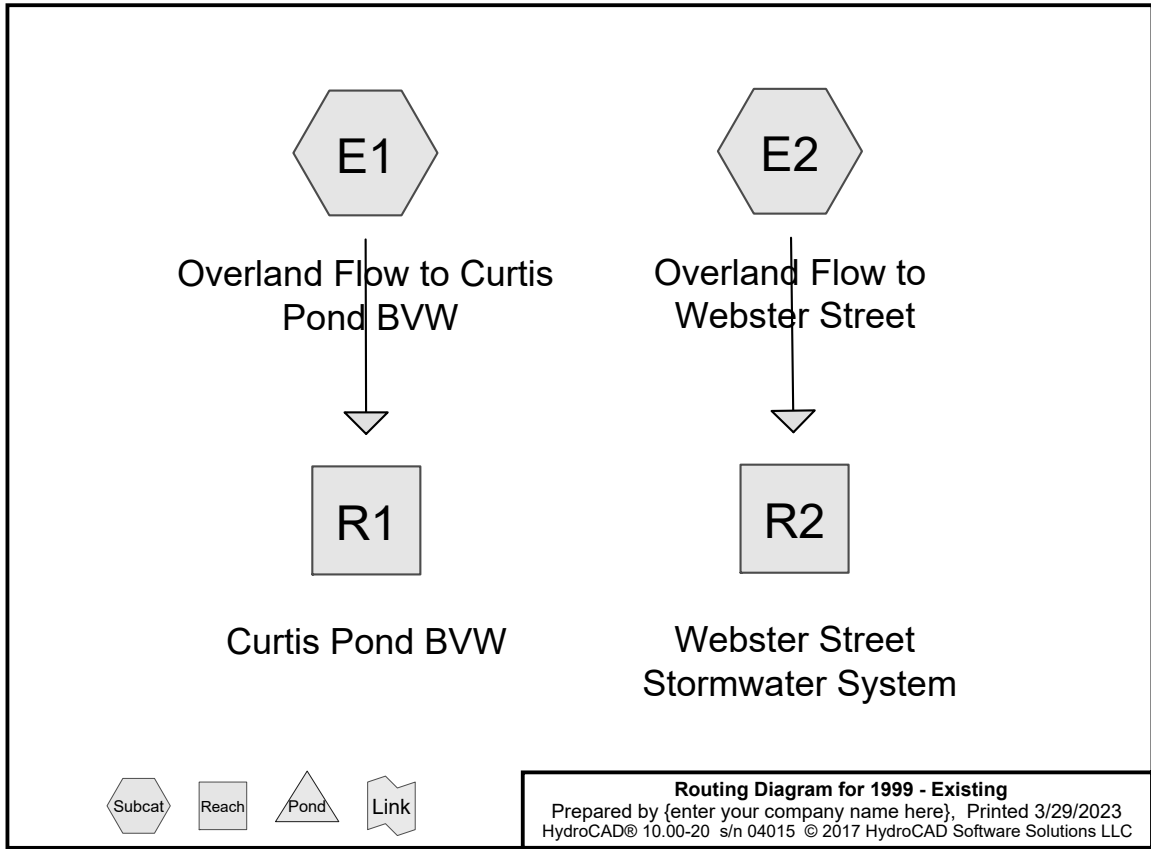 E1
Overland Flow to Curtis
Pond BVW
E2
Overland Flow to
Webster Street
R1
Curtis Pond BVW
R2
Webster Street
Stormwater System
Subcat
Reach
Pond
Link
Routing Diagram for 1999 - Existing
Prepared by {enter your company name here}, Printed 3/29/2023
HydroCAD® 10.00-20 s/n 04015 © 2017 HydroCAD Software Solutions LLC